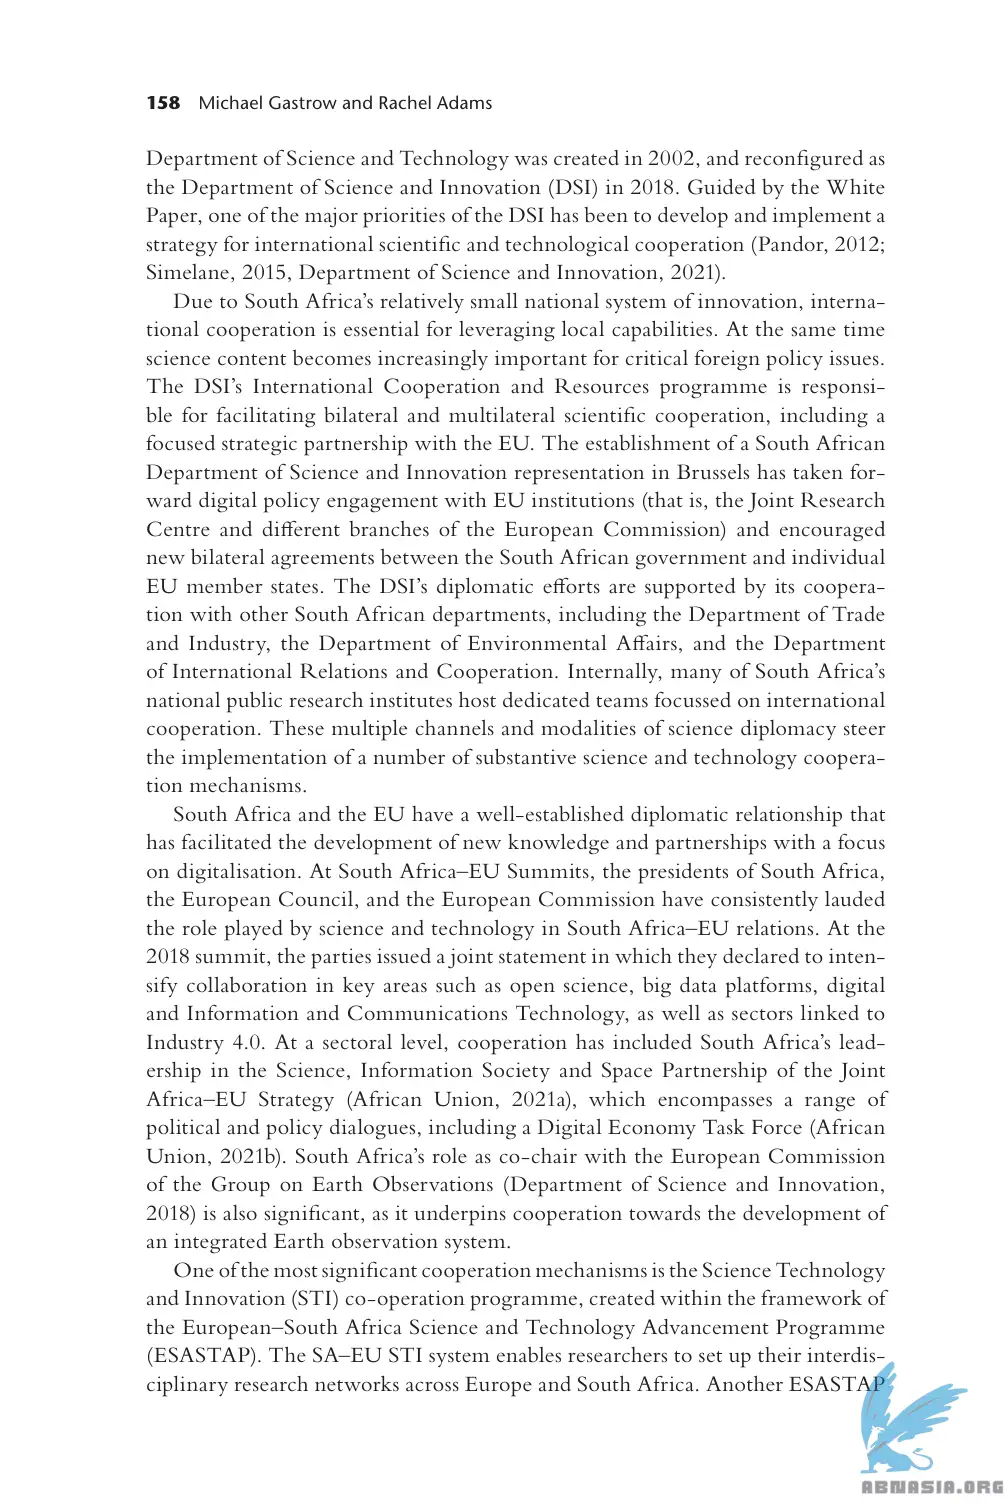 158 Michael Gastrow and Rachel Adams
Department of Science and Technology was created in 2002, and reconfigured as
the Department of Science and Innovation (DSI) in 2018. Guided by the White
Paper, one of the major priorities of the DSI has been to develop and implement a
strategy for international scientific and technological cooperation (Pandor, 2012;
Simelane, 2015, Department of Science and Innovation, 2021).
Due to South Africa’s relatively small national system of innovation, interna-
tional cooperation is essential for leveraging local capabilities. At the same time
science content becomes increasingly important for critical foreign policy issues.
The DSI’s International Cooperation and Resources programme is responsi-
ble for facilitating bilateral and multilateral scientific cooperation, including a
focused strategic partnership with the EU. The establishment of a South African
Department of Science and Innovation representation in Brussels has taken for-
ward digital policy engagement with EU institutions (that is, the Joint Research
Centre and different branches of the European Commission) and encouraged
new bilateral agreements between the South African government and individual
EU member states. The DSI’s diplomatic efforts are supported by its coopera-
tion with other South African departments, including the Department of Trade
and Industry, the Department of Environmental Affairs, and the Department
of International Relations and Cooperation. Internally, many of South Africa’s
national public research institutes host dedicated teams focussed on international
cooperation. These multiple channels and modalities of science diplomacy steer
the implementation of a number of substantive science and technology coopera-
tion mechanisms.
South Africa and the EU have a well-established diplomatic relationship that
has facilitated the development of new knowledge and partnerships with a focus
on digitalisation. At South Africa–EU Summits, the presidents of South Africa,
the European Council, and the European Commission have consistently lauded
the role played by science and technology in South Africa–EU relations. At the
2018 summit, the parties issued a joint statement in which they declared to inten-
sify collaboration in key areas such as open science, big data platforms, digital
and Information and Communications Technology, as well as sectors linked to
Industry 4.0. At a sectoral level, cooperation has included South Africa’s lead-
ership in the Science, Information Society and Space Partnership of the Joint
Africa–EU Strategy (African Union, 2021a), which encompasses a range of
political and policy dialogues, including a Digital Economy Task Force (African
Union, 2021b). South Africa’s role as co-chair with the European Commission
of the Group on Earth Observations (Department of Science and Innovation,
2018) is also significant, as it underpins cooperation towards the development of
an integrated Earth observation system.
One of the most significant cooperation mechanisms is the Science Technology
and Innovation (STI) co-operation programme, created within the framework of
the European–South Africa Science and Technology Advancement Programme
(ESASTAP). The SA–EU STI system enables researchers to set up their interdis-
ciplinary research networks across Europe and South Africa. Another ESASTAP
ABNASIA.ORG